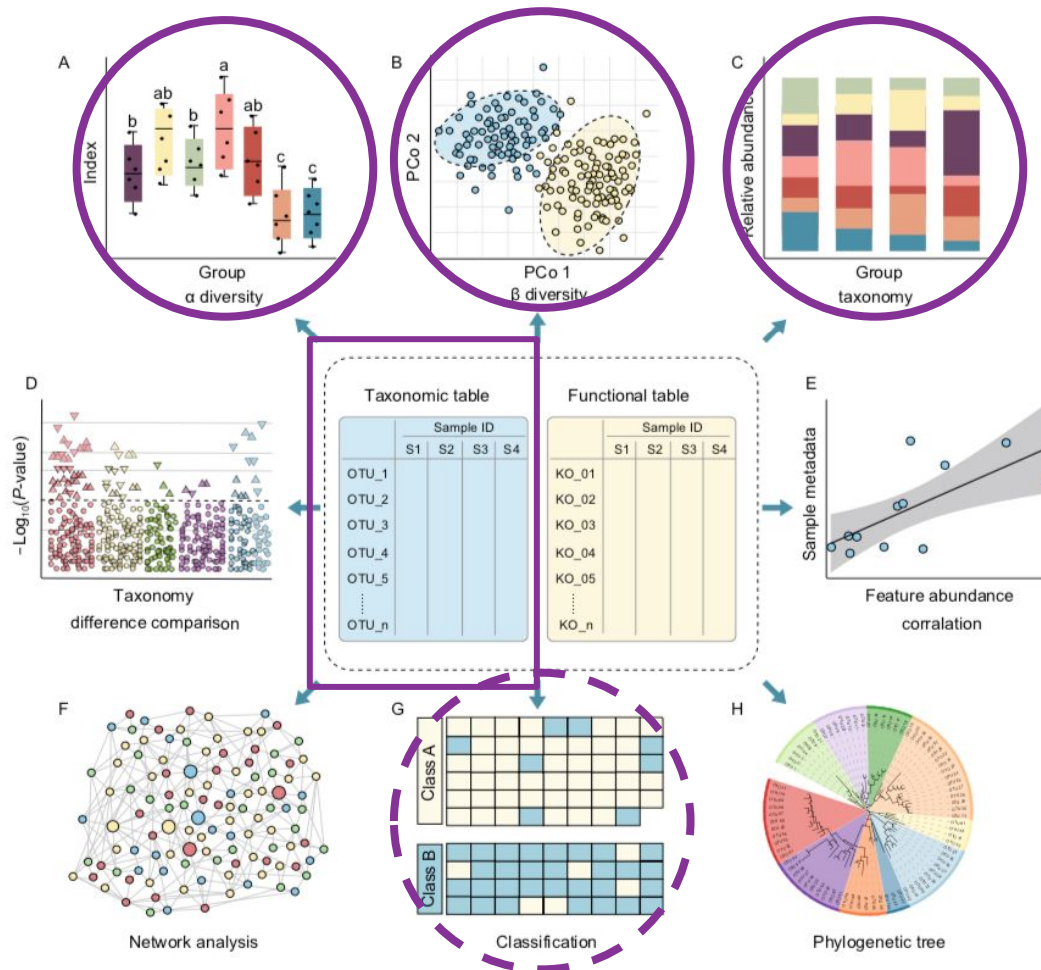 A
Index
b
ab
b
a
ab
c
c
Group
α diversity
B
PCo 2
PCo 1
β diversity
C
Relative abundance
Group
taxonomy
D
−Log10(P-value)
Taxonomy
difference comparison
Taxonomic table
Sample ID
S1 S2 S3 S4
OTU_1
OTU_2
OTU_3
OTU_4
OTU_5
OTU_n
Functional table
Sample ID
S1 S2 S3 S4
KO_01
KO_02
KO_03
KO_04
KO_05
KO_n
E
Sample metadata
Feature abundance
corralation
F
Network analysis
G
Class A
Class B
Classification
H
Phylogenetic tree